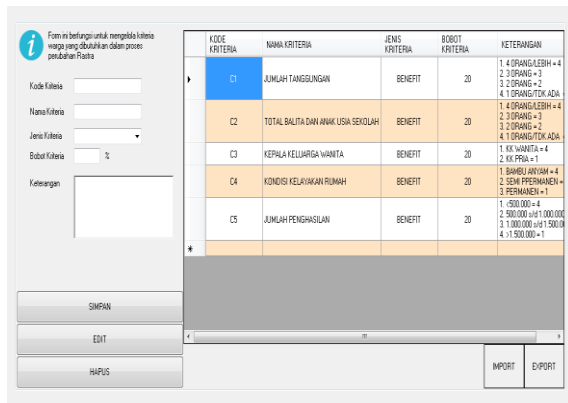 Form ini berfungsi untuk mengelola kriteria
warga yang dibutuhkan dalam proses
perubahan Rastra
Kode Kriteria
Nama Kriteria
Jenis Kriteria
Bobot Kriteria %
Keterangan
SIMPAN
EDIT
HAPUS
KODE KRITERIA NAMA KRITERIA JENIS KRITERIA BOBOT KRITERIA KETERANGAN
C1 JUMLAH TANGGUNGAN BENEFIT 20
1. 4 ORANG/LEBIH = 4
2. 3 ORANG = 3
3. 2 ORANG = 2
4. 1 ORANG/TDK ADA
C2 TOTAL BALITA DAN ANAK USIA SEKOLAH BENEFIT 20
1. 4 ORANG/LEBIH = 4
2. 3 ORANG = 3
3. 2 ORANG = 2
4. 1 ORANG/TDK ADA
C3 KEPALA KELUARGA WANITA BENEFIT 20
1. KK WANITA = 4
2. KK PRIA = 1
C4 KONDISI KELAYAKAN RUMAH BENEFIT 20
1. BAMBU ANYAM = 4
2. SEMI PPERMANEN =
3. PERMANEN = 1
C5 JUMLAH PENGHASILAN BENEFIT 20
1. <500.000 = 4
2. 500.000 s/d 1.000.000
3. 1.000.000 s/d 1.500.0
4. >1.500.000 = 1
IMPORT EXPORT